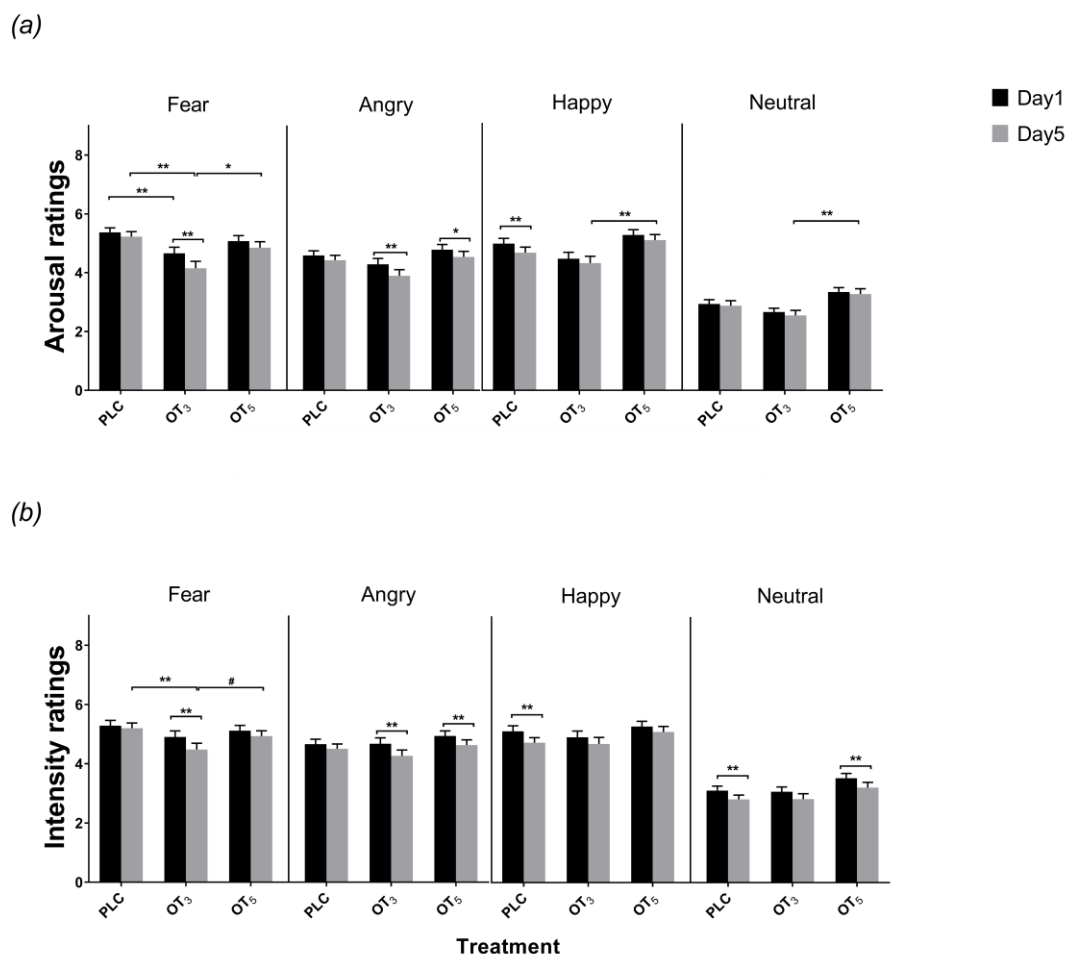 (a)
Day1
Day5
Fear Angry Happy Neutral
Arousal ratings
8
6
4
2
0
** *
**
**
**
*
**
**
**
PLC OT3 OT5 PLC OT3 OT5 PLC OT3 OT5 PLC OT3 OT5
(b)
Fear Angry Happy Neutral
Intensity ratings
8
6
4
2
0
** #
**
**
**
**
**
**
PLC OT3 OT5 PLC OT3 OT5 PLC OT3 OT5 PLC OT3 OT5
Treatment